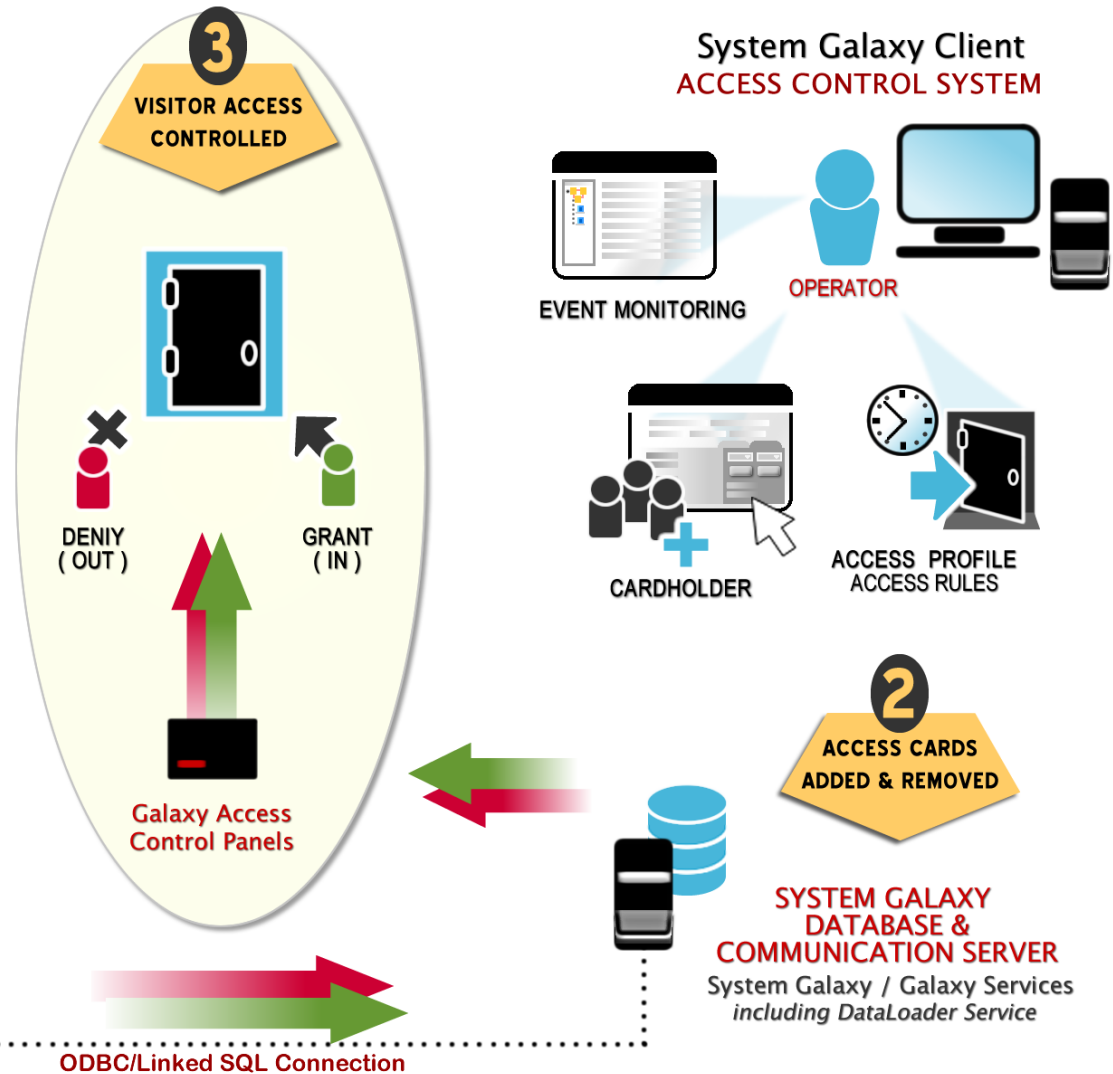 3
VISITOR ACCESS
CONTROLLED
DENIY
( OUT )
GRANT
( IN )
Galaxy Access
Control Panels
System Galaxy Client
ACCESS CONTROL SYSTEM
EVENT MONITORING
OPERATOR
CARDHOLDER
ACCESS PROFILE
ACCESS RULES
2
ACCESS CARDS
ADDED & REMOVED
SYSTEM GALAXY
DATABASE &
COMMUNICATION SERVER
System Galaxy / Galaxy Services
including DataLoader Service
ODBC/Linked SQL Connection